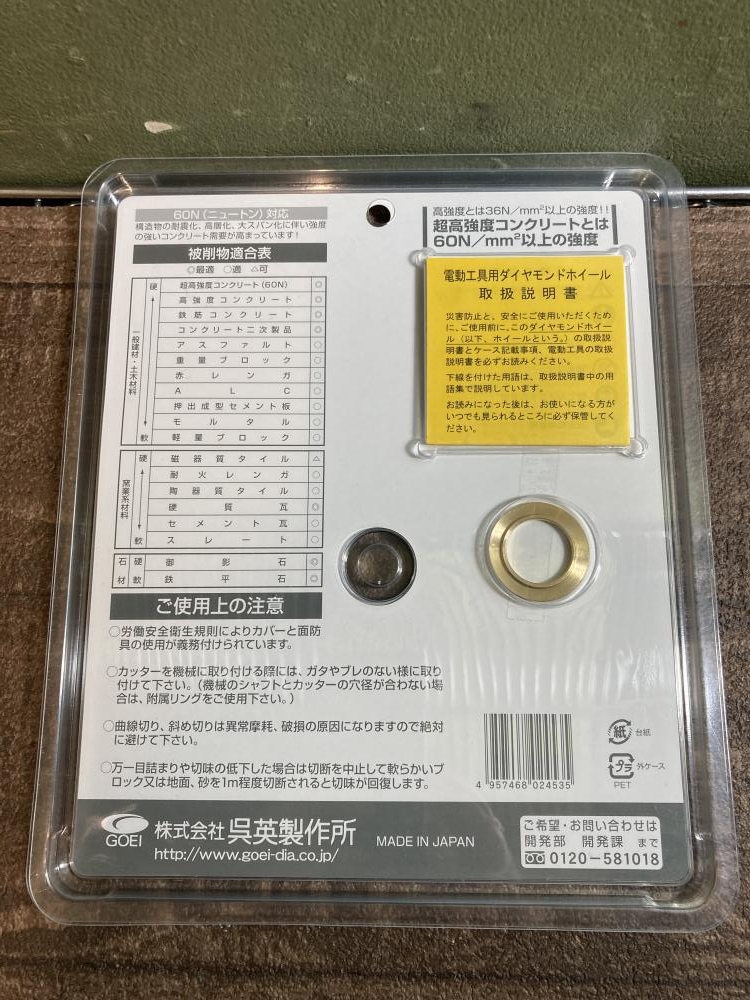 60N(ニュートン)対応
構造物の耐震化、高層化、大スパン化に伴い強度
の強いコンクリート需要が高まっています!
被削物適合表
◎最適 ○適 △可
一般建材・土木材料
硬 超高強度コンクリート(60N) ◎
高強度コンクリート ◎
鉄筋コンクリート ◎
コンクリート二次製品 ◎
アスファルト ○
重量ブロック ○
赤レンガ ○
ALC ○
押出成型セメント板 ○
モルタル ○
軟 軽量ブロック ○
窯業系材料
硬 磁器質タイル △
耐火レンガ ○
陶器質タイル ○
硬質瓦 ◎
セメント瓦 ○
軟 スレート ○
石材
硬 御影石 ◎
軟 鉄平石 ◎
ご使用上の注意
○労働安全衛生規則によりカバーと面防
具の使用が義務付けられています。
○カッターを機械に取り付ける際には、ガタやブレのない様に取り
付けて下さい。(機械のシャフトとカッターの穴径が合わない場
合は、附属リングをご使用下さい。)
○曲線切り、斜め切りは異常摩耗、破損の原因になりますので絶対
に避けて下さい。
○万一目詰まりや切味の低下した場合は切断を中止して軟らかいブ
ロック又は地面、砂を1m程度切断されると切味が回復します。
高強度とは36N/mm²以上の強度!!
超高強度コンクリートとは
60N/mm²以上の強度
電動工具用ダイヤモンドホイール
取扱説明書
災害防止と、安全にご使用いただくため
に、ご使用前に、このダイヤモンドホイー
ル(以下、ホイールという。)の取扱説
明書とケース記載事項、電動工具の取扱
説明書を必ずお読みください。
下線を付けた用語は、取扱説明書中の用
語集で説明しています。
お読みになった後は、お使いになる方が
いつでも見られるところに必ず保管してく
ださい。
4 957468 024535
紙 台紙
プラ 外ケース
PET
GOEI 株式会社呉英製作所
http://www.goei-dia.co.jp/
MADE IN JAPAN
ご希望・お問い合わせは
開発部 開発課 まで
0120-581018